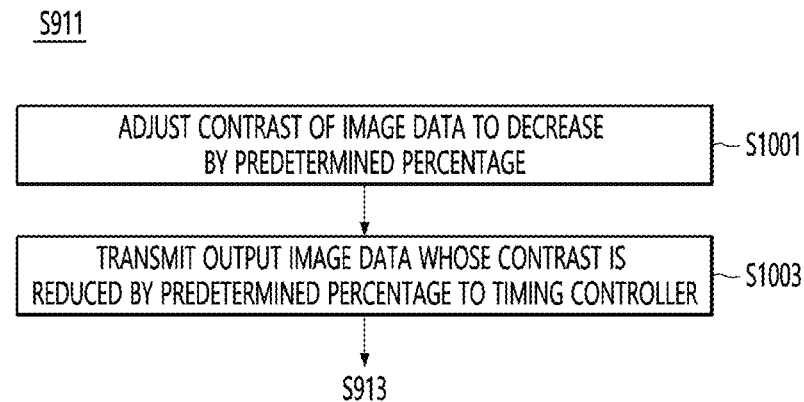 S911
ADJUST CONTRAST OF IMAGE DATA TO DECREASE
BY PREDETERMINED PERCENTAGE
S1001
TRANSMIT OUTPUT IMAGE DATA WHOSE CONTRAST IS
REDUCED BY PREDETERMINED PERCENTAGE TO TIMING CONTROLLER
S1003
S913